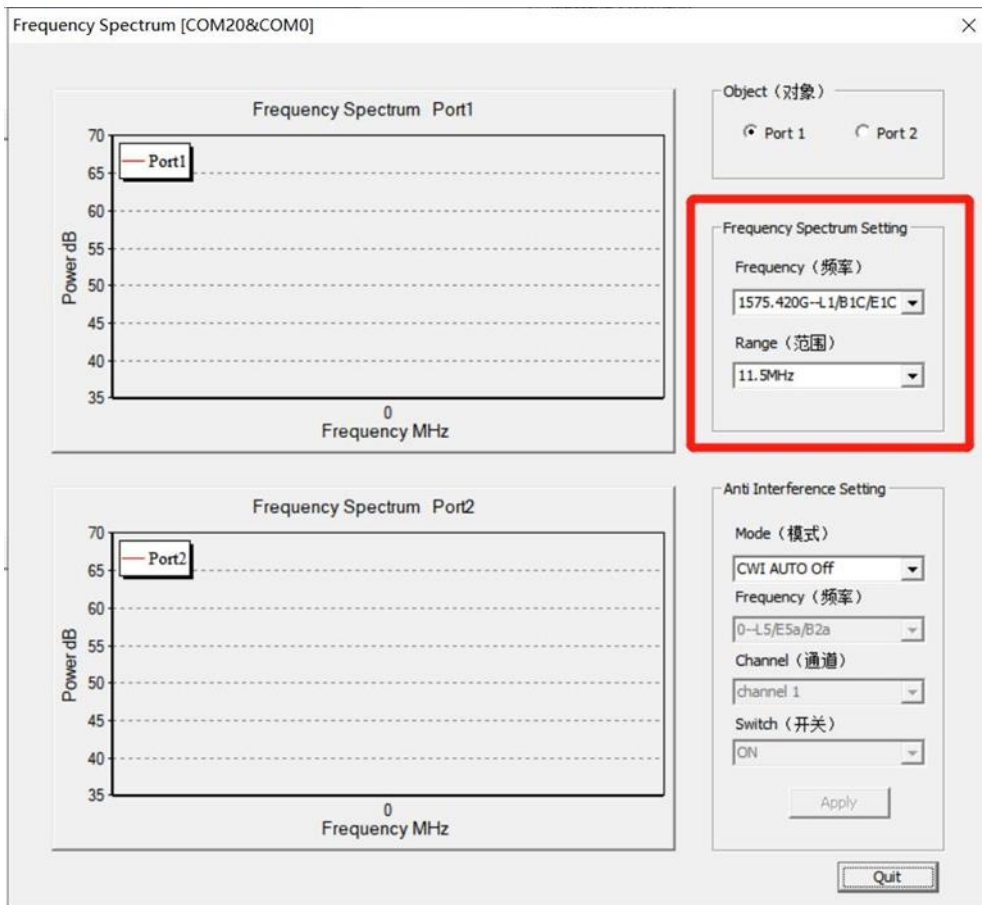 Frequency Spectrum [COM20&COM0]
Frequency Spectrum Port1
Port1
70
65
60
55
50
45
40
35
Power dB
0
Frequency MHz
Object（对象）
Port 1 Port 2
Frequency Spectrum Setting
Frequency（频率）
1575.420G--L1/B1C/E1C
Range（范围）
11.5MHz
Frequency Spectrum Port2
Port2
70
65
60
55
50
45
40
35
Power dB
0
Frequency MHz
Anti Interference Setting
Mode（模式）
CWI AUTO Off
Frequency（频率）
0--L5/E5a/B2a
Channel（通道）
channel 1
Switch（开关）
ON
Apply
Quit